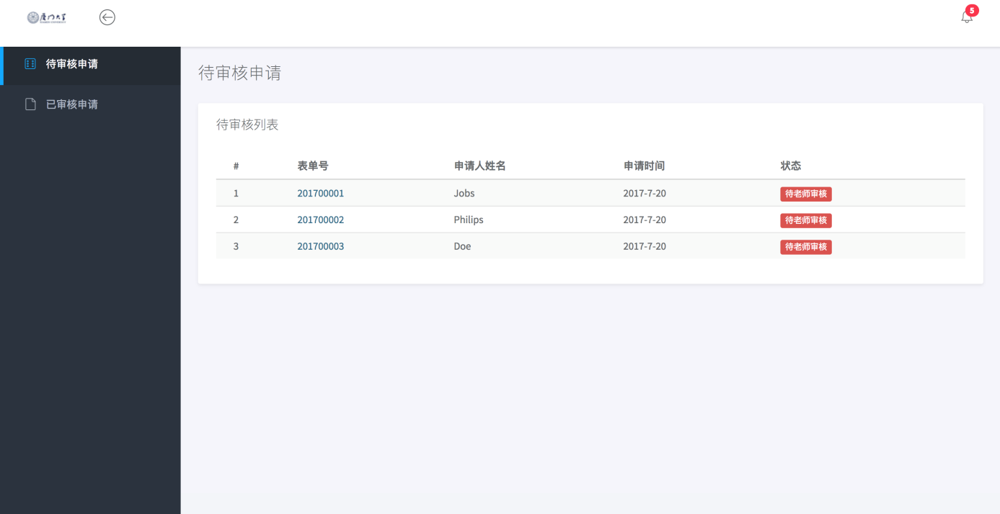 厦门大学
5
待审核申请
已审核申请
待审核申请
待审核列表
# 表单号 申请人姓名 申请时间 状态
1 201700001 Jobs 2017-7-20 待老师审核
2 201700002 Philips 2017-7-20 待老师审核
3 201700003 Doe 2017-7-20 待老师审核